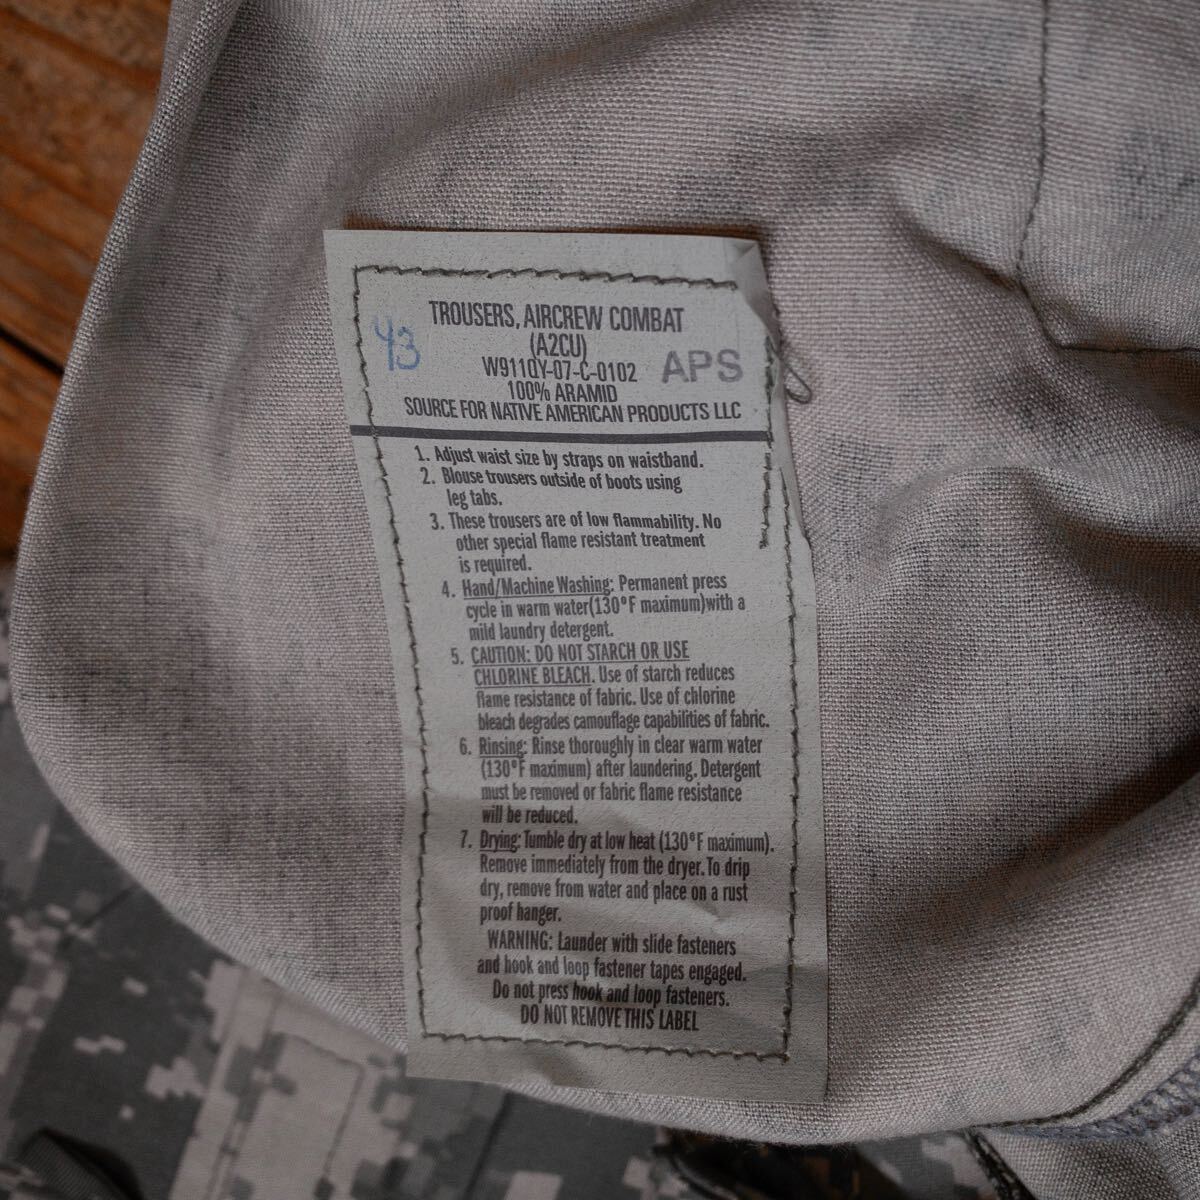 TROUSERS, AIRCREW COMBAT
(A2CU)
43
W911QY-07-C-0102
APS
100% ARAMID
SOURCE FOR NATIVE AMERICAN PRODUCTS LLC
1. Adjust waist size by straps on waistband.
2. Blouse trousers outside of boots using
leg tabs.
3. These trousers are of low flammability. No
other special flame resistant treatment
is required.
4. Hand/Machine Washing: Permanent press
cycle in warm water(130°F maximum)with a
mild laundry detergent.
5. CAUTION: DO NOT STARCH OR USE
CHLORINE BLEACH. Use of starch reduces
flame resistance of fabric. Use of chlorine
bleach degrades camouflage capabilities of fabric.
6. Rinsing: Rinse thoroughly in clear warm water
(130°F maximum) after laundering. Detergent
must be removed or fabric flame resistance
will be reduced.
7. Drying: Tumble dry at low heat (130°F maximum).
Remove immediately from the dryer. To drip
dry, remove from water and place on a rust
proof hanger.
WARNING: Launder with slide fasteners
and hook and loop fastener tapes engaged.
Do not press hook and loop fasteners.
DO NOT REMOVE THIS LABEL